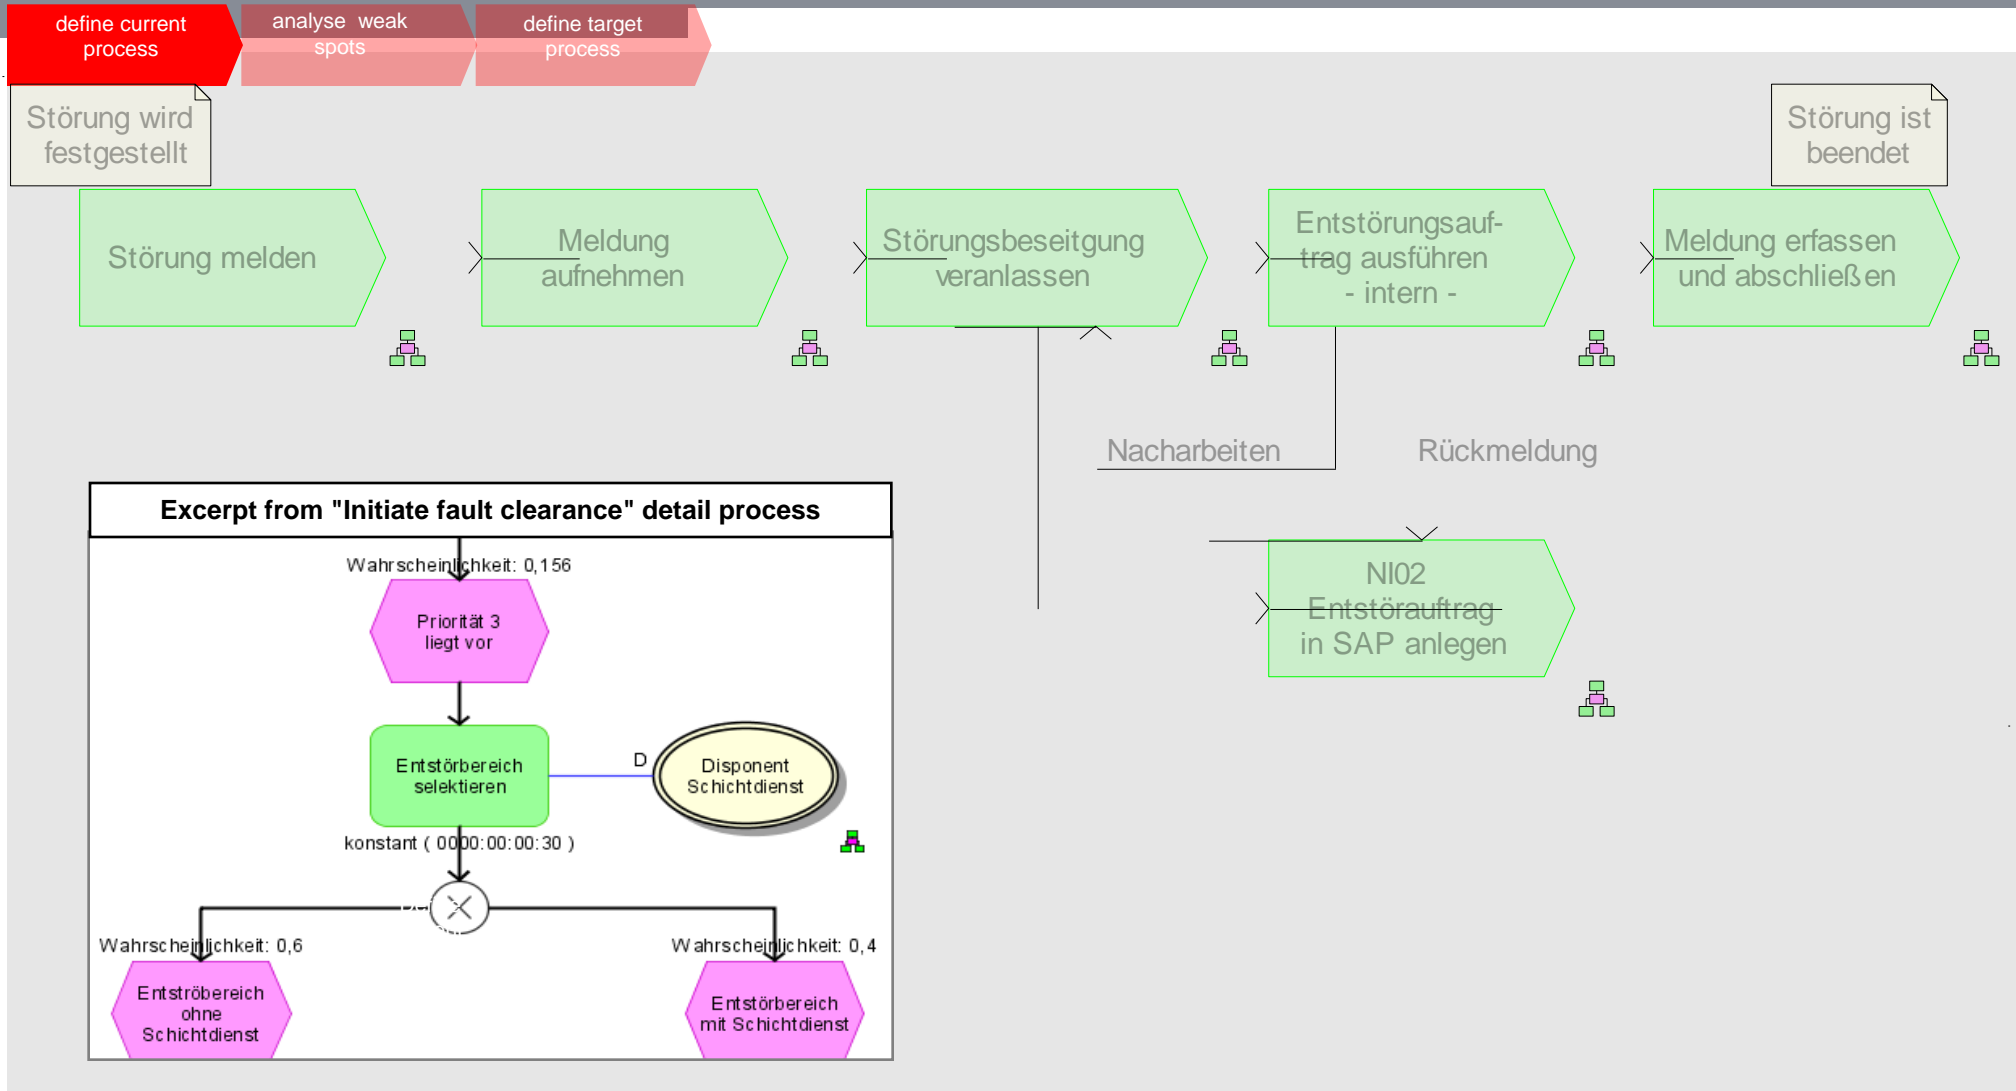 define current
process
analyse weak
spots
define target
process
Störung wird
festgestellt
Störung ist
beendet
Störung melden
Meldung
aufnehmen
Störungsbeseitgung
veranlassen
Entstörungsauf-
trag ausführen
- intern -
Meldung erfassen
und abschließen
Nacharbeiten
Rückmeldung
NI02
Entstörauftrag
in SAP anlegen
Excerpt from "Initiate fault clearance" detail process
Wahrscheinlichkeit: 0,156
Priorität 3
liegt vor
Entstörbereich
selektieren
D
Disponent
Schichtdienst
konstant ( 0000:00:00:30 )
Wahrscheinlichkeit: 0,6
Wahrscheinlichkeit: 0,4
Entströbereich
ohne
Schichtdienst
Entstörbereich
mit Schichtdienst